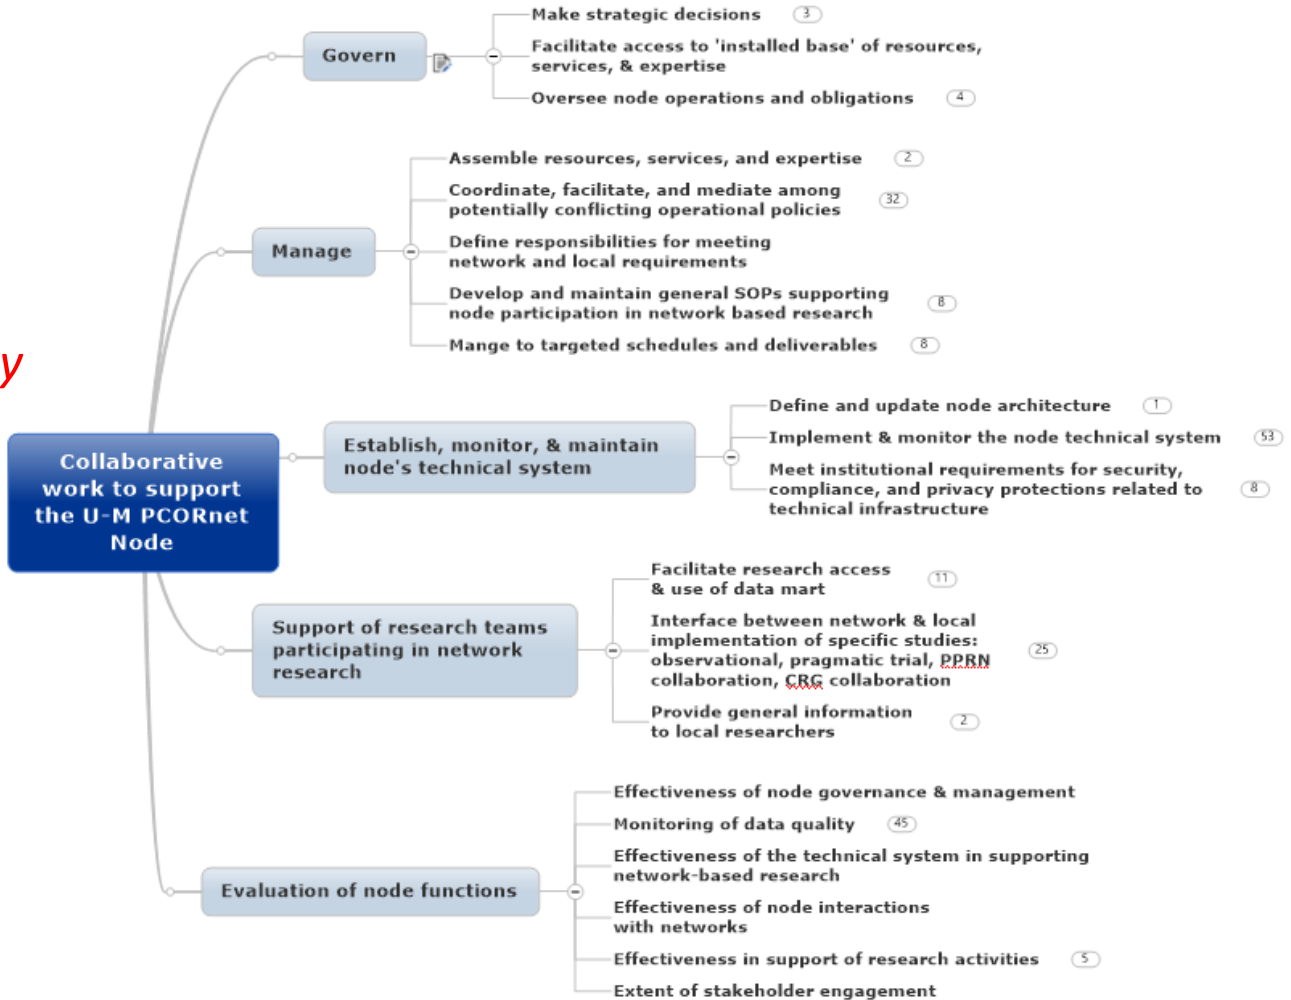 Make strategic decisions 3
Govern
Facilitate access to 'installed base' of resources,
services, & expertise
Oversee node operations and obligations 4
Assemble resources, services, and expertise 2
Coordinate, facilitate, and mediate among
potentially conflicting operational policies 32
Manage
Define responsibilities for meeting
network and local requirements
Develop and maintain general SOPs supporting
node participation in network based research 8
Mange to targeted schedules and deliverables 8
y
Collaborative
work to support
the U-M PCORnet
Node
Establish, monitor, & maintain
node's technical system
Define and update node architecture 1
Implement & monitor the node technical system 53
Meet institutional requirements for security,
compliance, and privacy protections related to 8
technical infrastructure
Support of research teams
participating in network
research
Facilitate research access
& use of data mart 11
Interface between network & local
implementation of specific studies:
observational, pragmatic trial, PPRN 25
collaboration, CRG collaboration
Provide general information
to local researchers 2
Evaluation of node functions
Effectiveness of node governance & management
Monitoring of data quality 45
Effectiveness of the technical system in supporting
network-based research
Effectiveness of node interactions
with networks
Effectiveness in support of research activities 5
Extent of stakeholder engagement